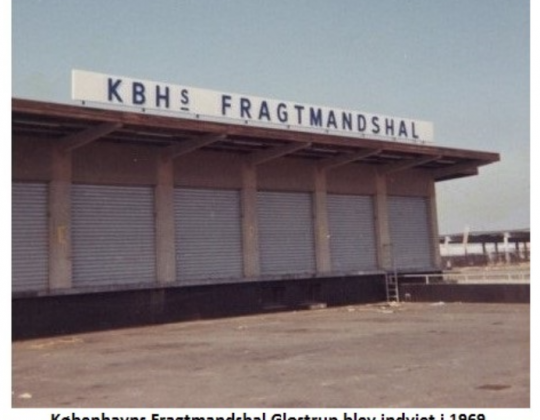 KBHs FRAGTMANDSHAL
Københavns Fragtmandshal Glostrup blev indviet i 1969